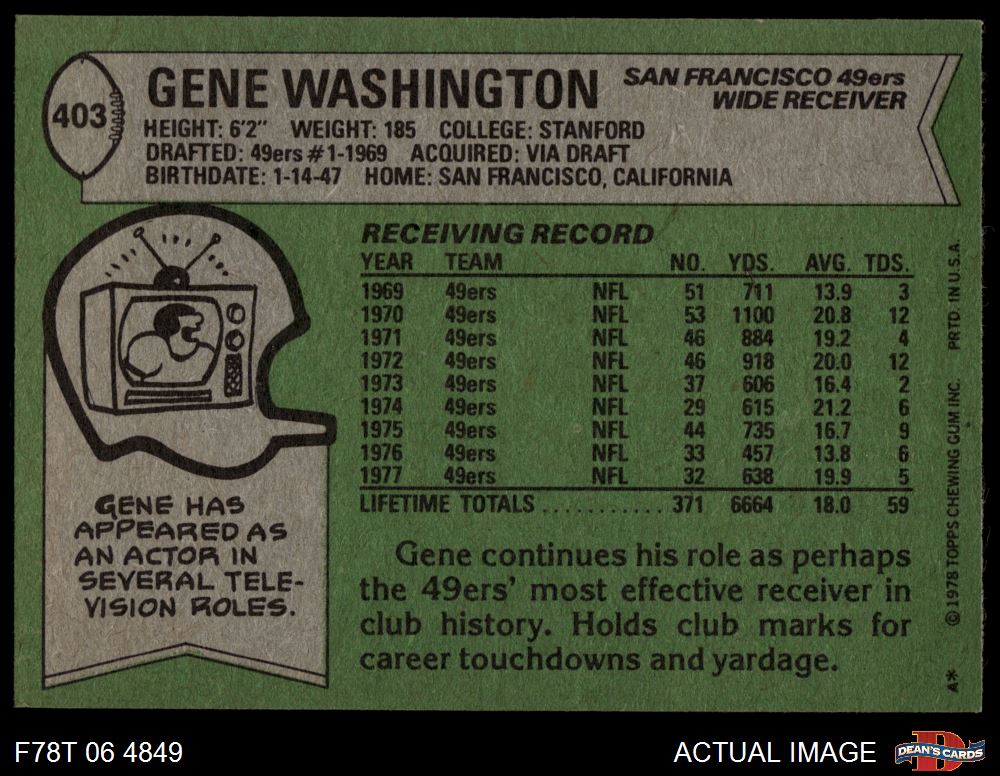 403
GENE WASHINGTON
SAN FRANCISCO 49ers
WIDE RECEIVER
HEIGHT: 6'2" WEIGHT: 185 COLLEGE: STANFORD
DRAFTED: 49ers #1-1969 ACQUIRED: VIA DRAFT
BIRTHDATE: 1-14-47 HOME: SAN FRANCISCO, CALIFORNIA
RECEIVING RECORD
YEAR TEAM NO. YDS. AVG. TDS.
1969 49ers NFL 51 711 13.9 3
1970 49ers NFL 53 1100 20.8 12
1971 49ers NFL 46 884 19.2 4
1972 49ers NFL 46 918 20.0 12
1973 49ers NFL 37 606 16.4 2
1974 49ers NFL 29 615 21.2 6
1975 49ers NFL 44 735 16.7 9
1976 49ers NFL 33 457 13.8 6
1977 49ers NFL 32 638 19.9 5
LIFETIME TOTALS ........... 371 6664 18.0 59
GENE HAS
APPEARED AS
AN ACTOR IN
SEVERAL TELE-
VISION ROLES.
Gene continues his role as perhaps
the 49ers' most effective receiver in
club history. Holds club marks for
career touchdowns and yardage.
A* ©1978 TOPPS CHEWING GUM INC. PRTD. IN U.S.A.
F78T 06 4849
ACTUAL IMAGE
DEAN'S CARDS